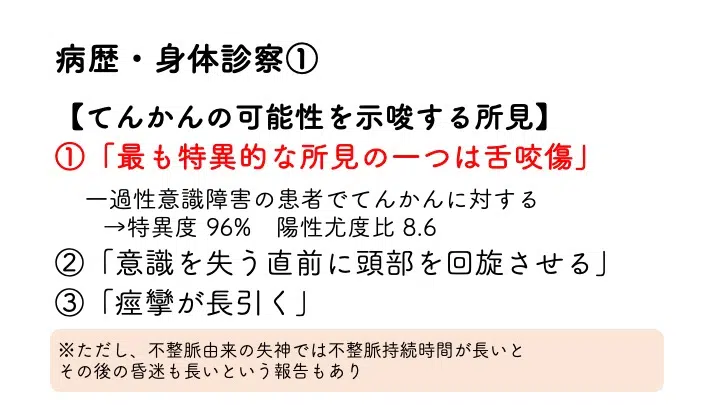 病歴・身体診察①
【てんかんの可能性を示唆する所見】
①「最も特異的な所見の一つは舌咬傷」
一過性意識障害の患者でてんかんに対する
→特異度 96% 陽性尤度比 8.6
②「意識を失う直前に頭部を回旋させる」
③「痙攣が長引く」
※ただし、不整脈由来の失神では不整脈持続時間が長いと
その後の昏迷も長いという報告もあり